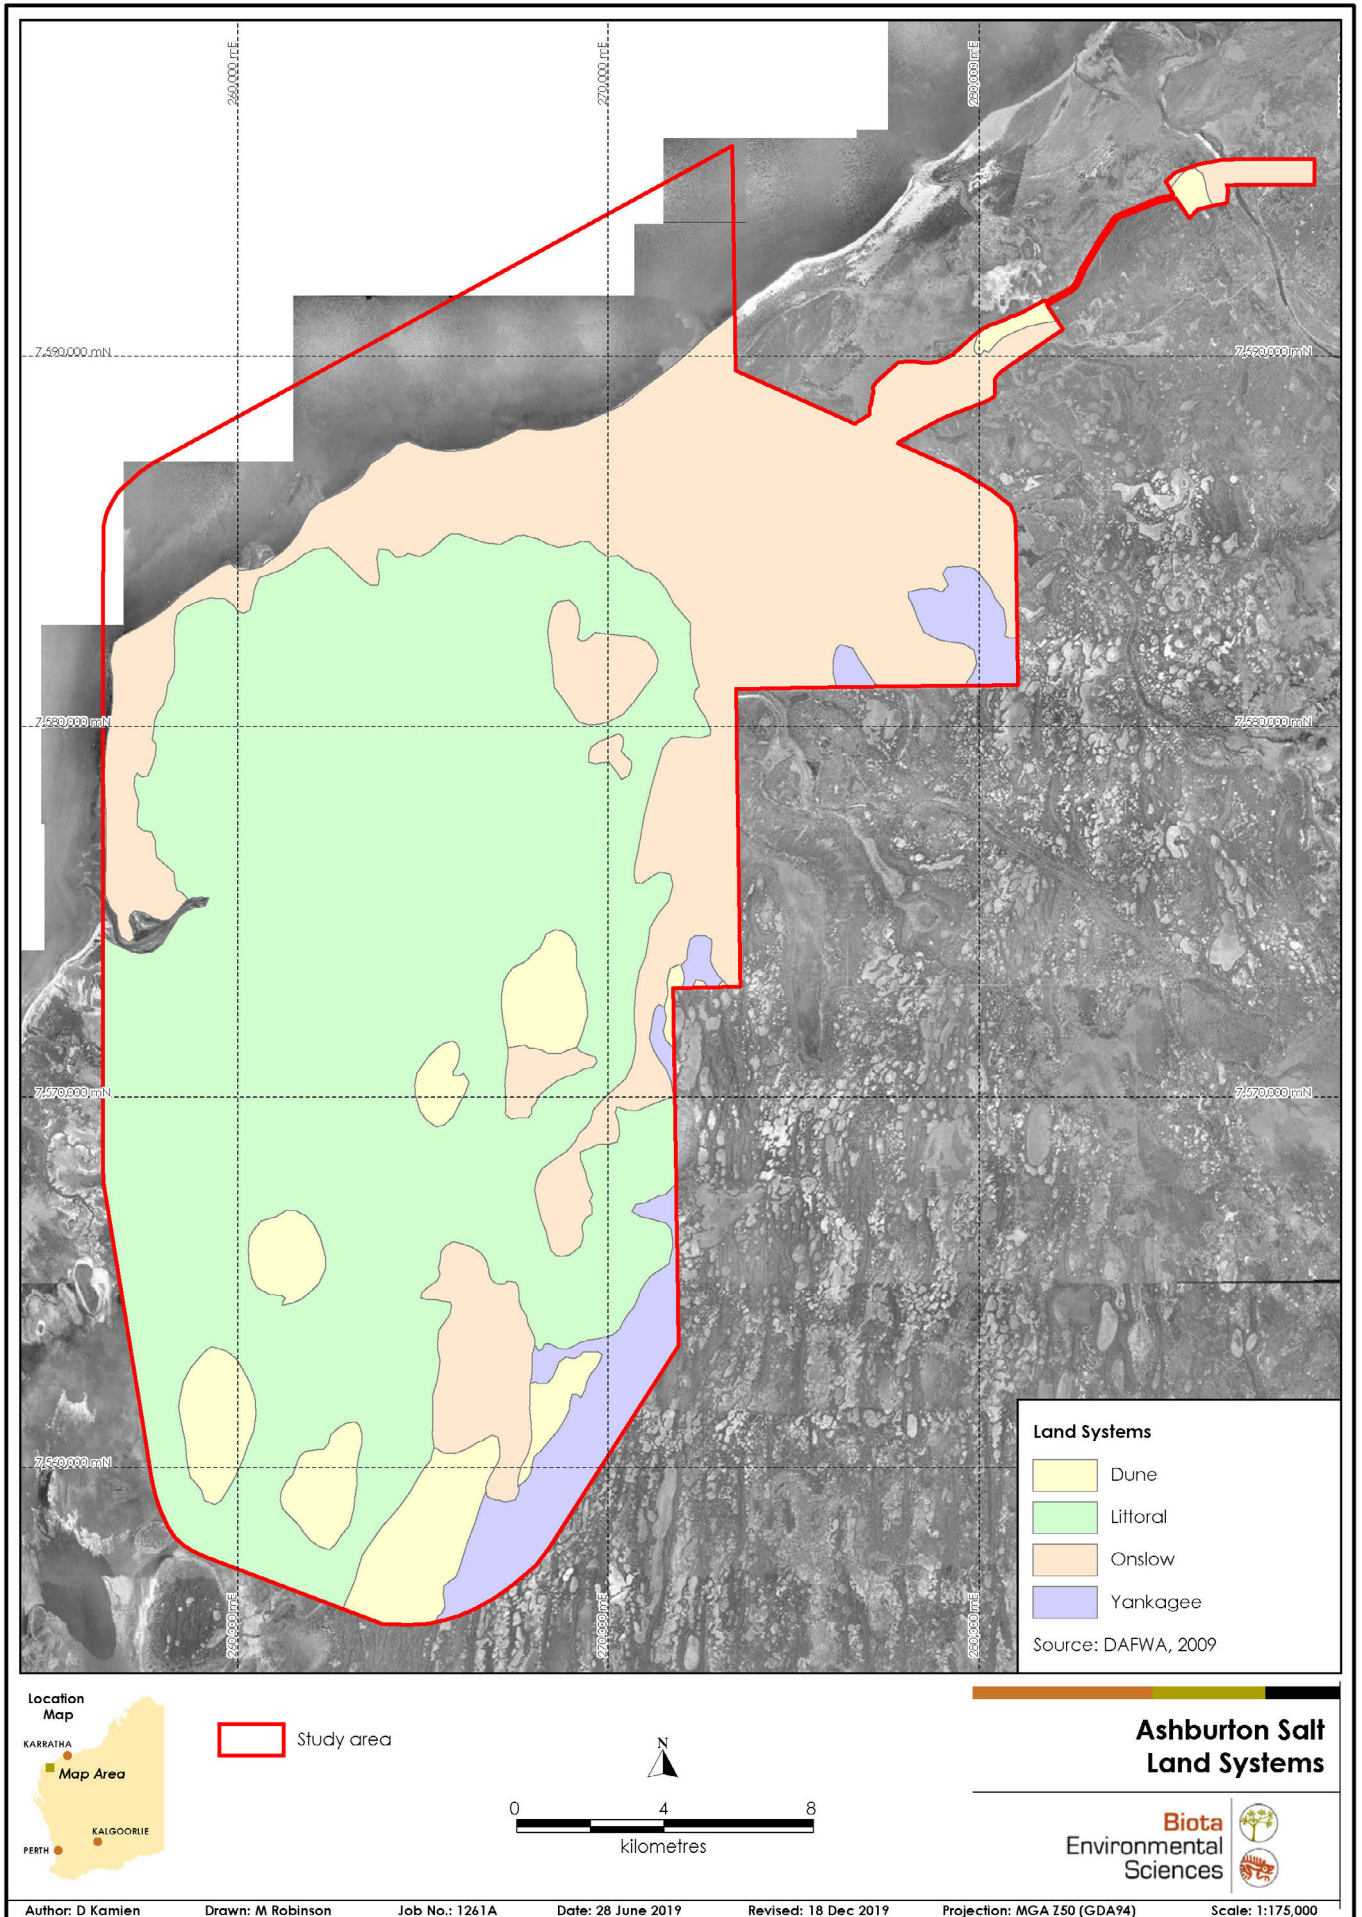 260,000 mE
270,000 mE
280,000 mE
7,590,000 mN
7,590,000 mN
7,580,000 mN
7,580,000 mN
7,570,000 mN
7,570,000 mN
7,560,000 mN
260,000 mE
270,000 mE
280,000 mE
Land Systems
Dune
Littoral
Onslow
Yankagee
Source: DAFWA, 2009
Location
Map
KARRATHA
Map Area
KALGOORLIE
PERTH
Study area
N
0 4 8
kilometres
Ashburton Salt
Land Systems
Biota
Environmental
Sciences
Author: D Kamien Drawn: M Robinson Job No.: 1261A Date: 28 June 2019 Revised: 18 Dec 2019 Projection: MGA Z50 (GDA94) Scale: 1:175,000